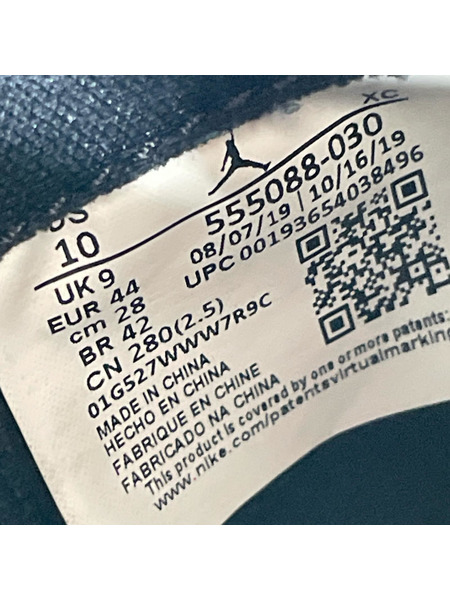 XC
555088-030
08/07/19 | 10/16/19
UPC 00193654038496
US
10
UK 9
EUR 44
cm 28
BR 42
CN 280(2.5)
01G527WWW7R9C
MADE IN CHINA
HECHO EN CHINA
FABRIQUE EN CHINE
FABRICADO NA CHINA
This product is covered by one or more patents:
www.nike.com/patentsvirtualmarking